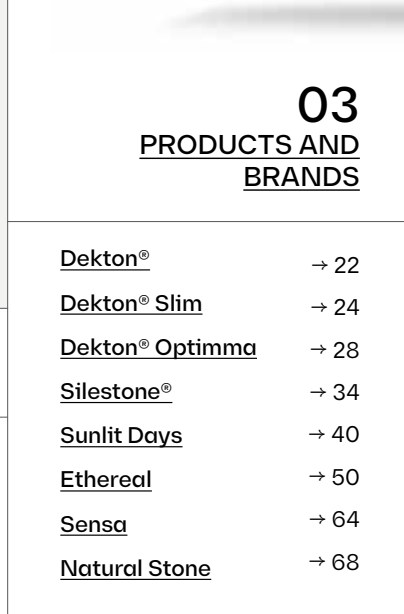 03
PRODUCTS AND
BRANDS
Dekton® → 22
Dekton® Slim → 24
Dekton® Optimma → 28
Silestone® → 34
Sunlit Days → 40
Ethereal → 50
Sensa → 64
Natural Stone → 68